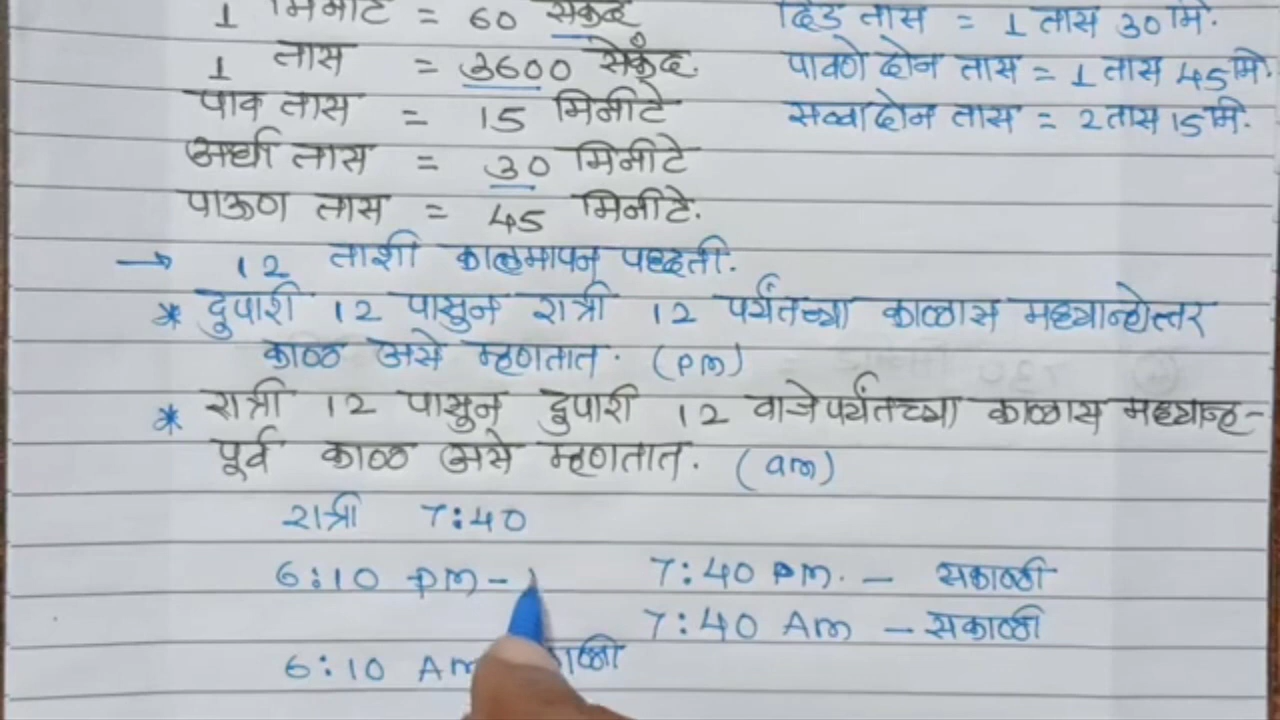 1 मिनीटे = 60 सेकंद
1 तास = 3600 सेकंद.
पाव तास = 15 मिनीटे
अर्धा तास = 30 मिनीटे
पाऊण तास = 45 मिनीटे.
दिड तास = 1 तास 30 मि.
पावणे दोन तास = 1 तास 45 मि.
सव्वा दोन तास = 2 तास 15 मि.
→ 12 ताशी कालमापन पद्धती.
* दुपारी 12 पासुन रात्री 12 पर्यंतच्या काळास मध्यान्होत्तर
काळ असे म्हणतात. (pm)
* रात्री 12 पासुन दुपारी 12 वाजेपर्यंतच्या काळास मध्यान्ह-
पूर्व काळ असे म्हणतात. (am)
रात्री 7:40
6:10 pm -
7:40 pm. - सकाळी
7:40 Am - सकाळी
6:10 Am